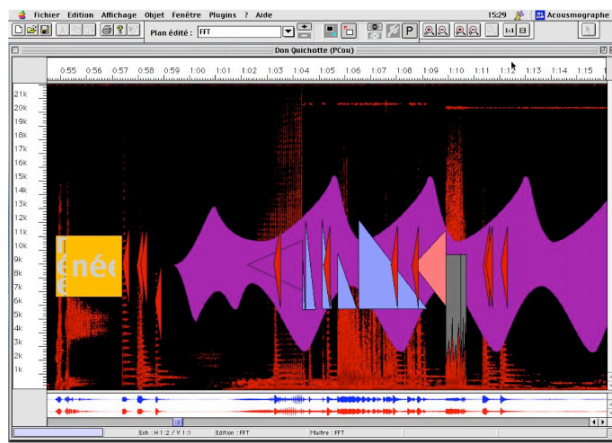 Fichier Edition Affichage Objet Fenêtre Plugins ? Aide 15:29 Acousmographe
Plan édité : FFT
P
1:1
Don Quichotte (PCou)
0:55 0:56 0:57 0:58 0:59 1:00 1:01 1:02 1:03 1:04 1:05 1:06 1:07 1:08 1:09 1:10 1:11 1:12 1:13 1:14 1:15
21k
20k
19k
18k
17k
16k
15k
14k
13k
12k
11k
10k
9k
8k
7k
6k
5k
4k
3k
2k
1k
née
Ech : H 1:2 / V 1:1 Edition : FFT Maître : FFT